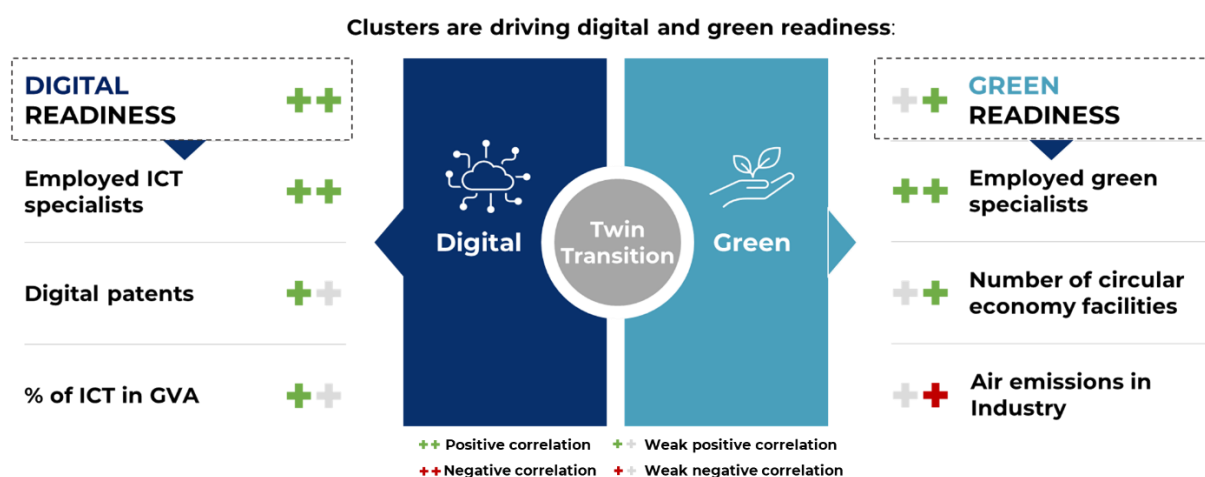 Clusters are driving digital and green readiness:
DIGITAL
READINESS
Employed ICT
specialists
Digital patents
% of ICT in GVA
Digital
Twin
Transition
Green
GREEN
READINESS
Employed green
specialists
Number of circular
economy facilities
Air emissions in
Industry
++ Positive correlation
++ Weak positive correlation
++ Negative correlation
++ Weak negative correlation